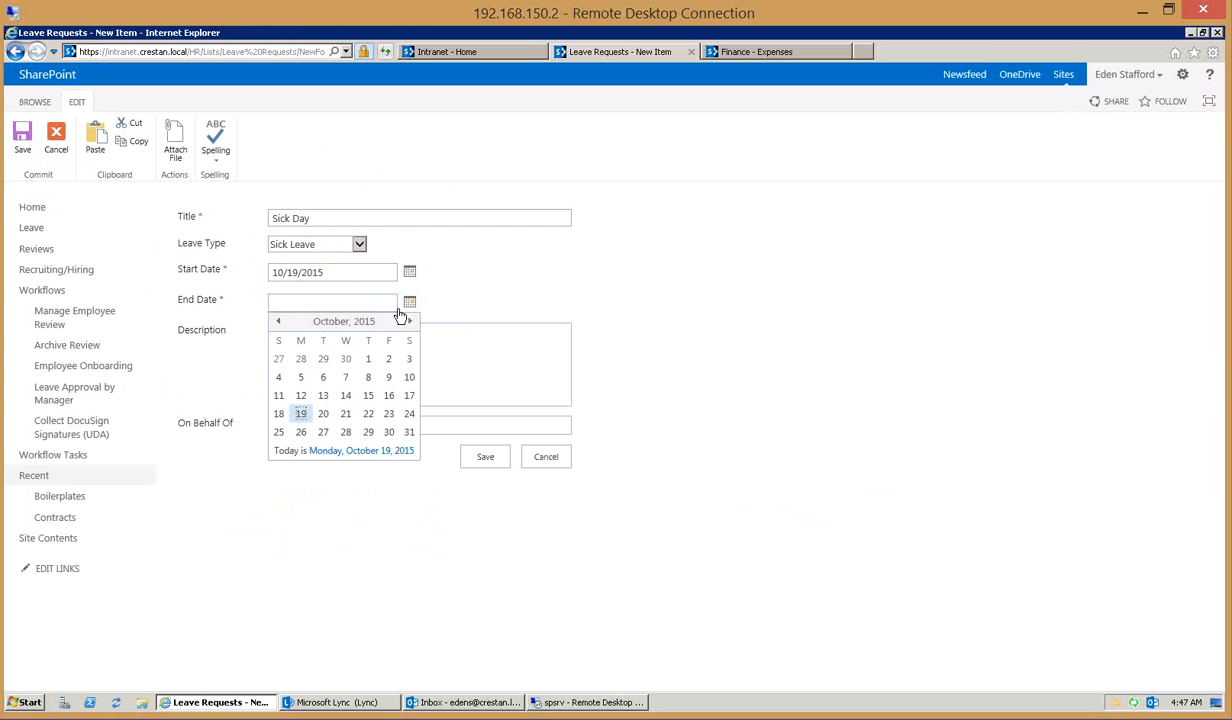 192.168.150.2 - Remote Desktop Connection
Leave Requests - New Item - Internet Explorer
https://intranet.crestan.local/HR/Lists/Leave%20Requests/NewFo
Intranet - Home
Leave Requests - New Item
Finance - Expenses
SharePoint
Newsfeed OneDrive Sites Eden Stafford ?
BROWSE EDIT
SHARE FOLLOW
Save Cancel Paste Cut Copy Attach File ABC Spelling
Commit Clipboard Actions Spelling
Home
Leave
Reviews
Recruiting/Hiring
Workflows
Manage Employee
Review
Archive Review
Employee Onboarding
Leave Approval by
Manager
Collect DocuSign
Signatures (UDA)
Workflow Tasks
Recent
Boilerplates
Contracts
Site Contents
EDIT LINKS
Title * Sick Day
Leave Type Sick Leave
Start Date * 10/19/2015
End Date *
Description
October, 2015
S M T W T F S
27 28 29 30 1 2 3
4 5 6 7 8 9 10
11 12 13 14 15 16 17
18 19 20 21 22 23 24
25 26 27 28 29 30 31
Today is Monday, October 19, 2015
On Behalf Of
Save Cancel
Start Leave Requests - Ne... Microsoft Lync (Lync) Inbox - edens@crestan.l... spsrv - Remote Desktop ... 4:47 AM